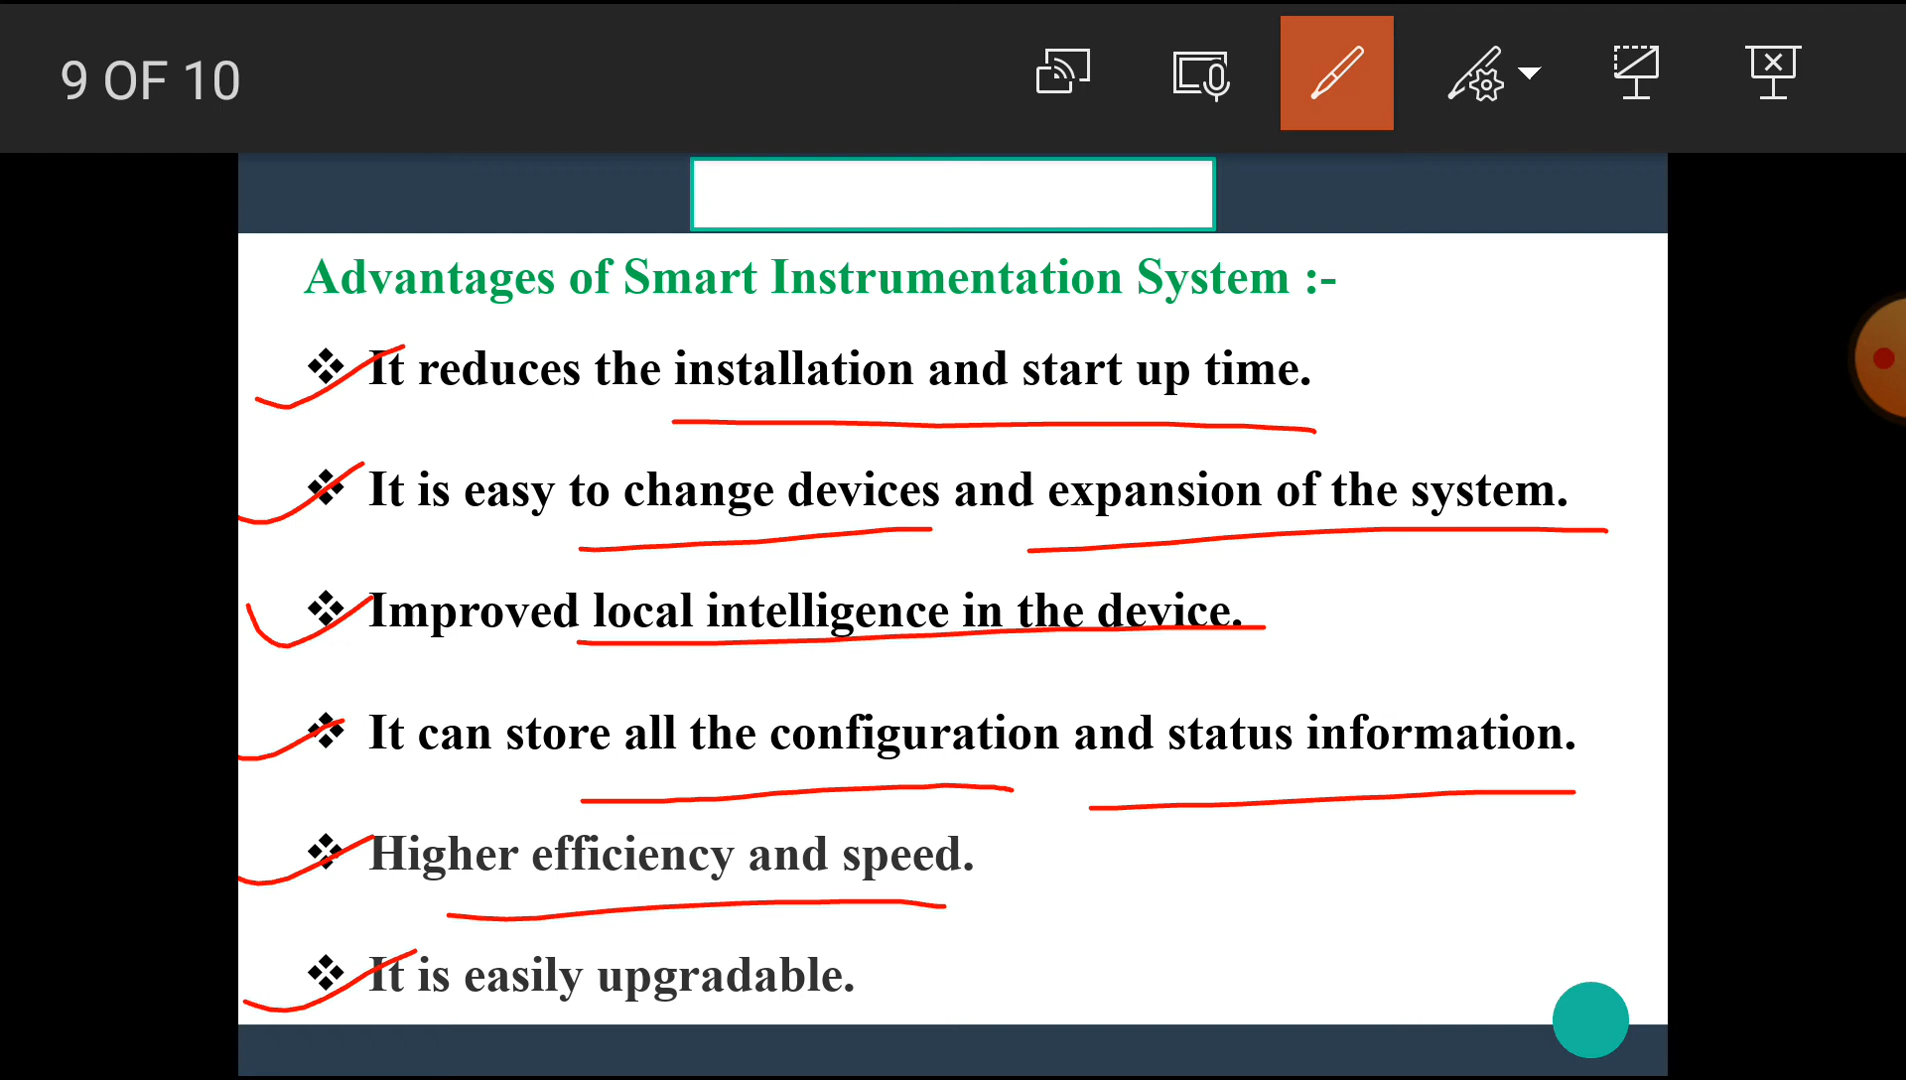 9 OF 10
Advantages of Smart Instrumentation System :-
It reduces the installation and start up time.
It is easy to change devices and expansion of the system.
Improved local intelligence in the device.
It can store all the configuration and status information.
Higher efficiency and speed.
It is easily upgradable.